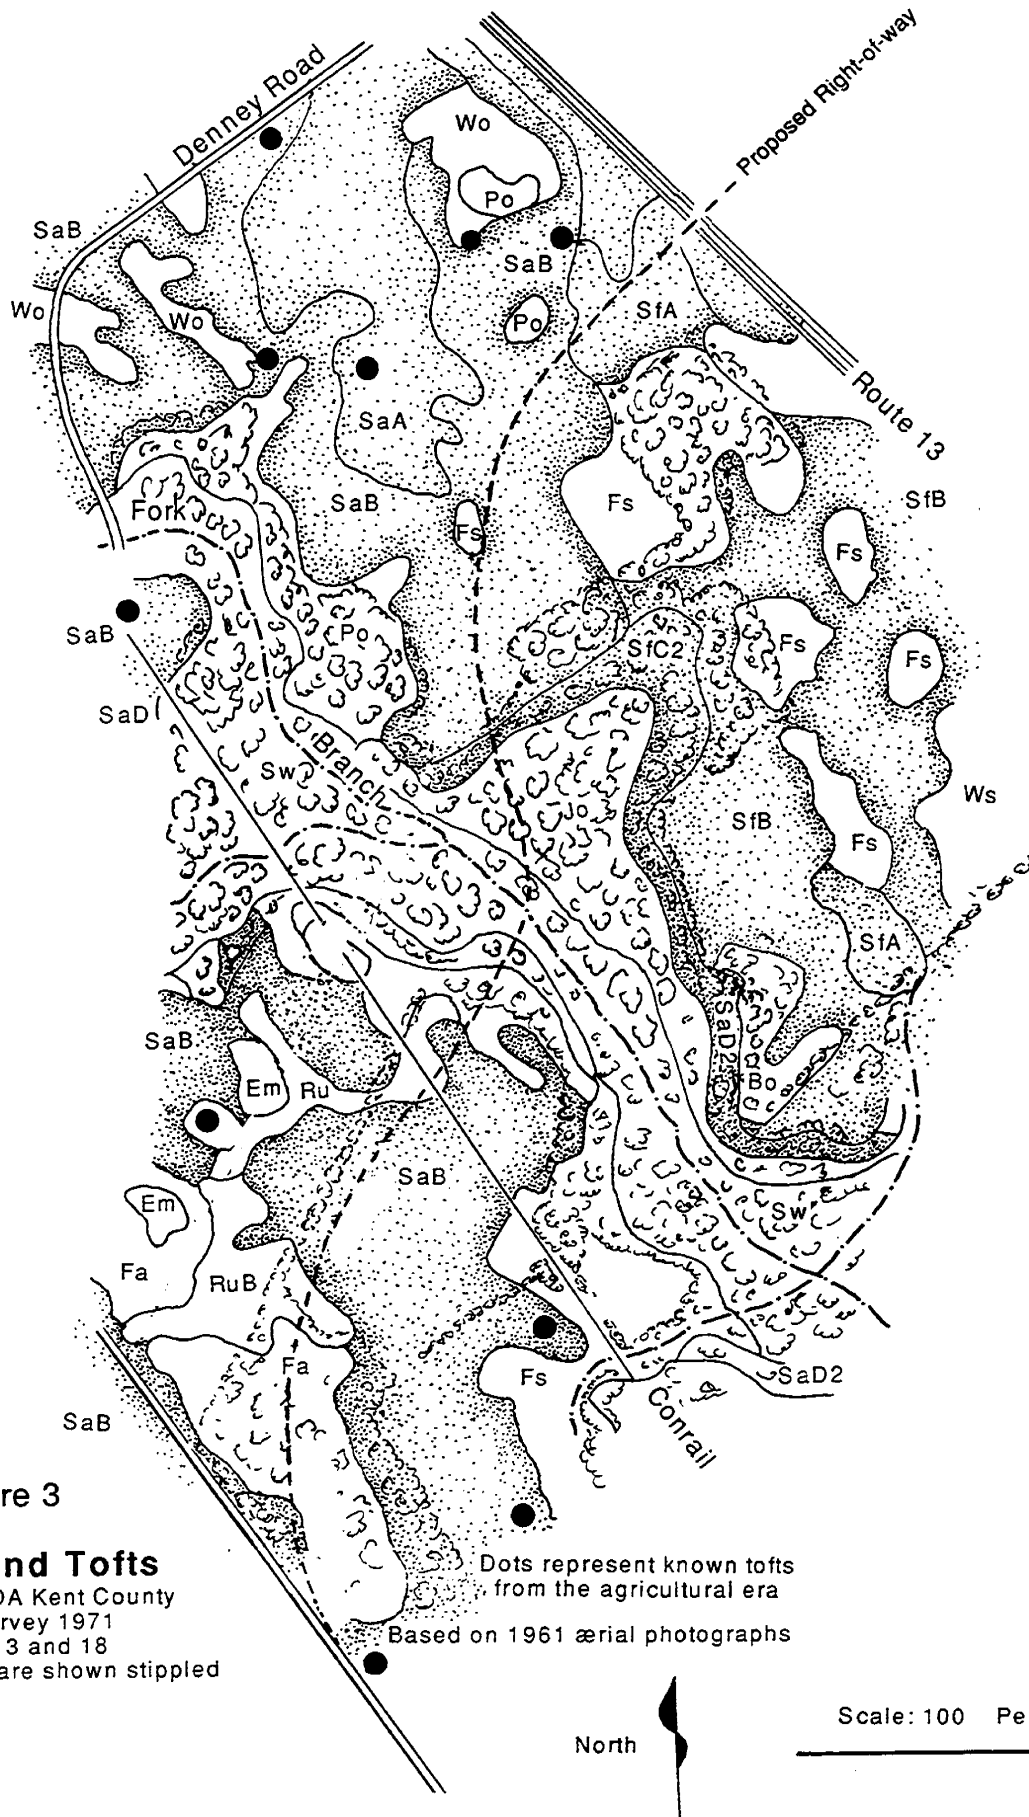 Denney Road
Proposed Right-of-way
Wo
Po
SaB
SaB
Wo
Wo
Po
SfA
Route 13
SaA
SaB
Fs
Fs
SfB
Fork
Fs
SaB
Po
SfC2
Fs
Fs
SaD
Branch
Sw
Ws
SfB
Fs
SfA
SaB
SaD2
Em
Ru
Bo
SaB
Em
Sw
Fa
RuB
Fa
Fs
SaD2
SaB
Conrail
re 3
nd Tofts
DA Kent County
rvey 1971
3 and 18
are shown stippled
Dots represent known tofts
from the agricultural era
Based on 1961 ærial photographs
North
Scale: 100 Pe